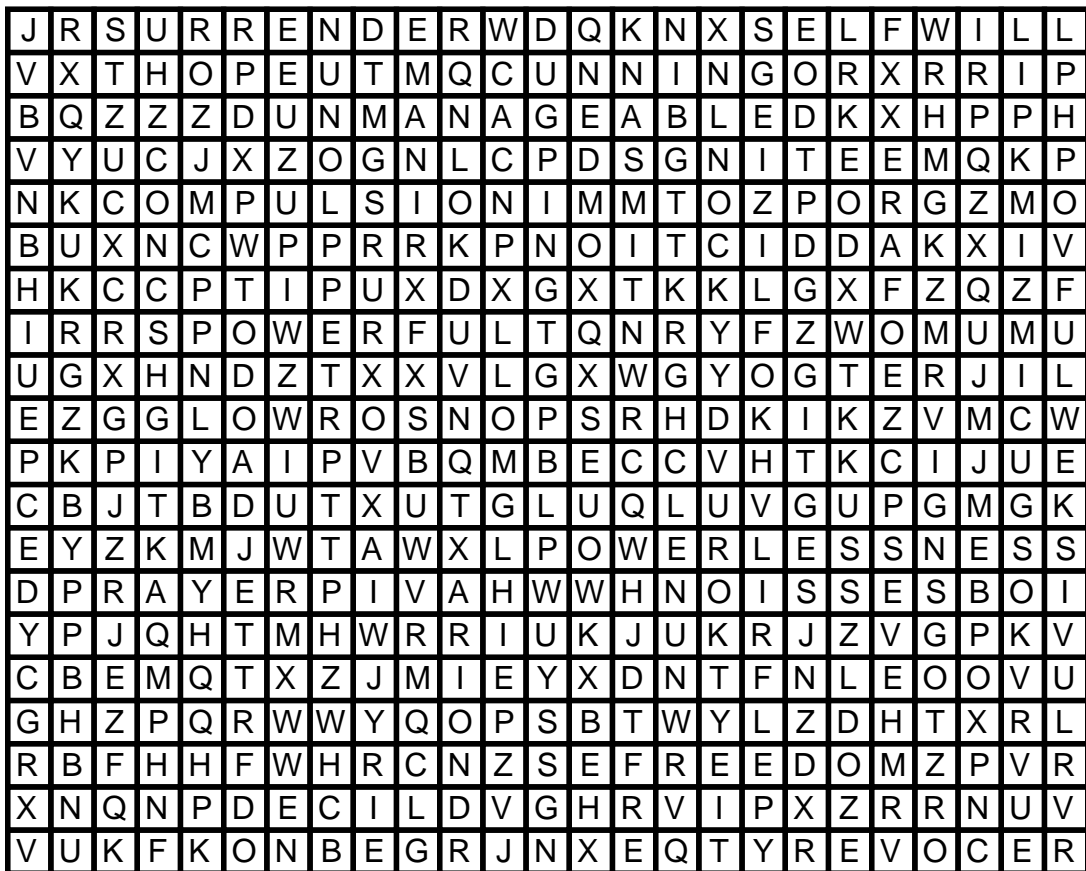 J R S U R R E N D E R W D Q K N X S E L F W I L L
V X T H O P E U T M Q C U N N I N G O R X R R I P
B Q Z Z Z D U N M A N A G E A B L E D K X H P P H
V Y U C J X Z O G N L C P D S G N I T E E M Q K P
N K C O M P U L S I O N I M M T O Z P O R G Z M O
B U X N C W P P R R K P N O I T C I D D A K X I V
H K C C P T I P U X D X G X T K K L G X F Z Q Z F
I R R S P O W E R F U L T Q N R Y F Z W O M U M U
U G X H N D Z T X X V L G X W G Y O G T E R J I L
E Z G G L O W R O S N O P S R H D K I K Z V M C W
P K P I Y A I P V B Q M B E C C V H T K C I J U E
C B J T B D U T X U T G L U Q L U V G U P G M G K
E Y Z K M J W T A W X L P O W E R L E S S N E S S
D P R A Y E R P I V A H W W H N O I S S E S B O I
Y P J Q H T M H W R R I U K J U K R J Z V G P K V
C B E M Q T X Z J M I E Y X D N T F N L E O O V U
G H Z P Q R W W Y Q O P S B T W Y L Z D H T X R L
R B F H H F W H R C N Z S E F R E E D O M Z P V R
X N Q N P D E C I L D V G H R V I P X Z R R N U V
V U K F K O N B E G R J N X E Q T Y R E V O C E R